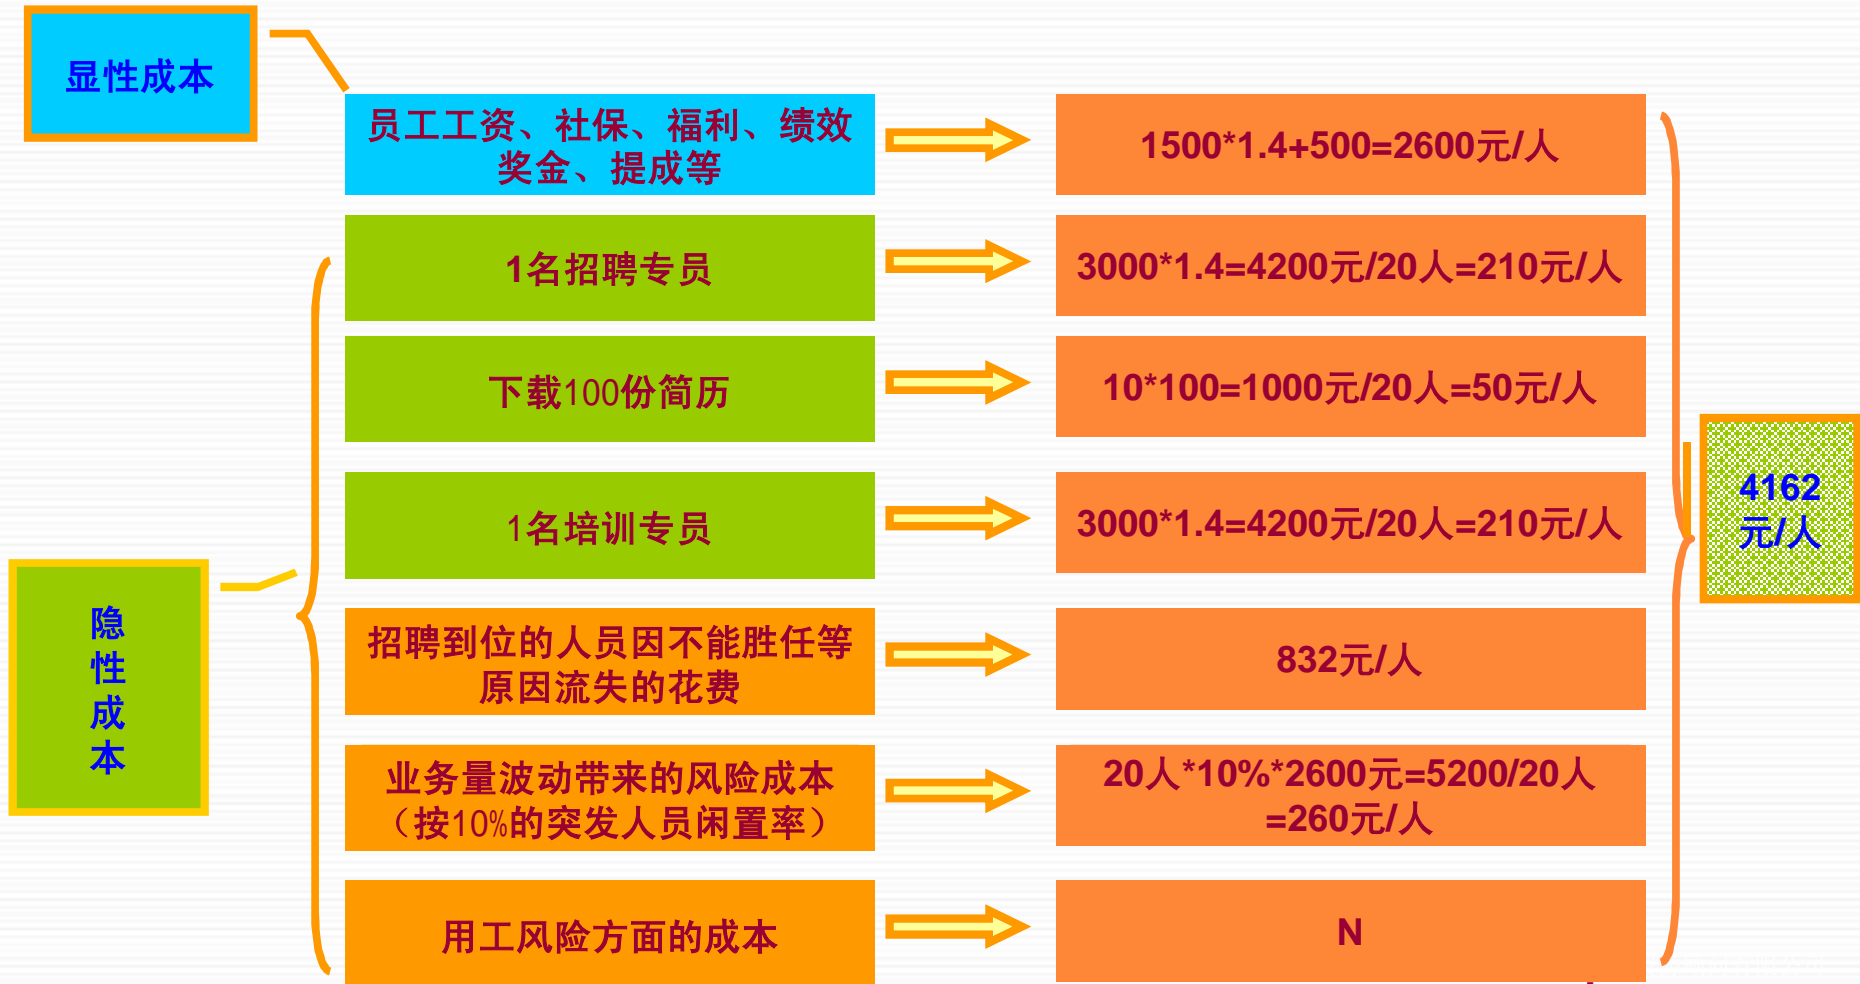 显性成本
员工工资、社保、福利、绩效
奖金、提成等
1500*1.4+500=2600元/人
1名招聘专员
3000*1.4=4200元/20人=210元/人
下载100份简历
10*100=1000元/20人=50元/人
1名培训专员
3000*1.4=4200元/20人=210元/人
4162
元/人
隐
性
成
本
招聘到位的人员因不能胜任等
原因流失的花费
832元/人
业务量波动带来的风险成本
（按10%的突发人员闲置率）
20人*10%*2600元=5200/20人
=260元/人
用工风险方面的成本
N